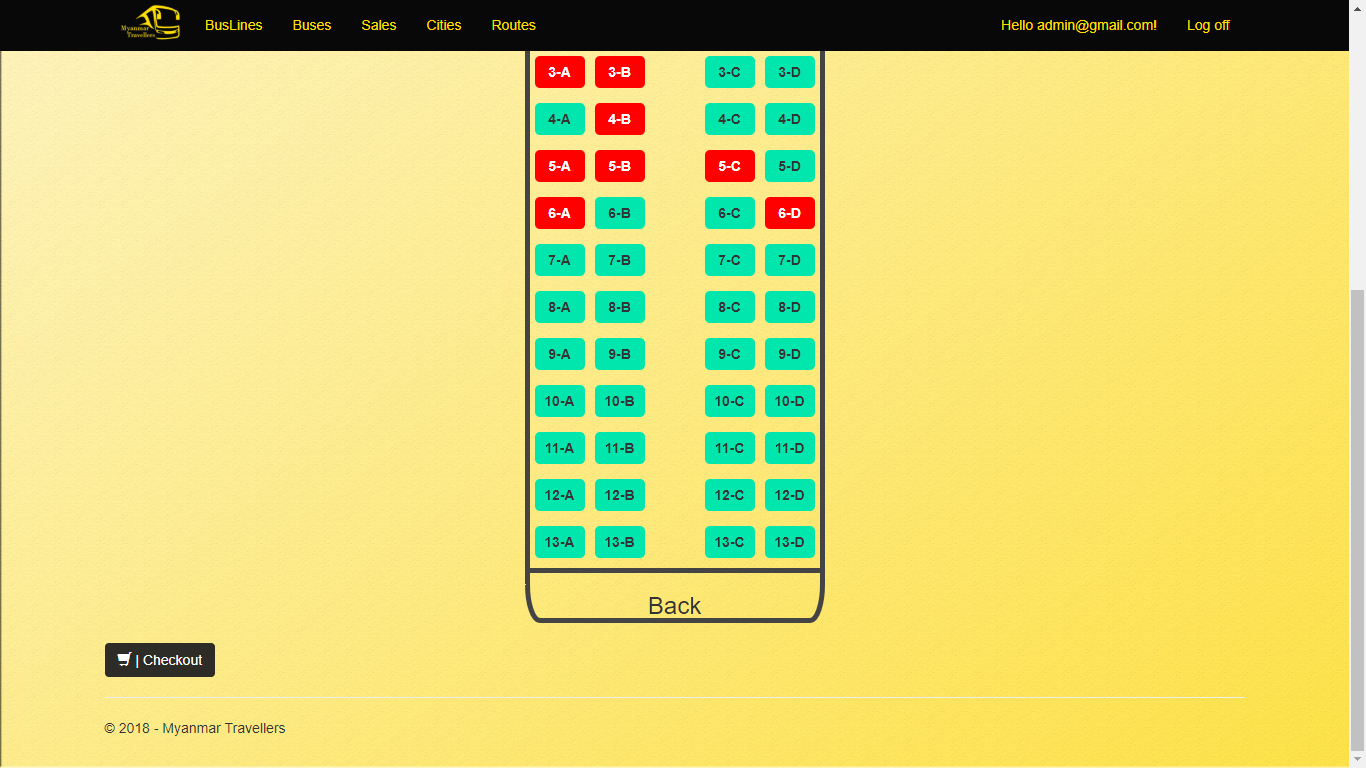 Myanmar
Travellers
BusLines Buses Sales Cities Routes Hello admin@gmail.com! Log off
3-A 3-B 3-C 3-D
4-A 4-B 4-C 4-D
5-A 5-B 5-C 5-D
6-A 6-B 6-C 6-D
7-A 7-B 7-C 7-D
8-A 8-B 8-C 8-D
9-A 9-B 9-C 9-D
10-A 10-B 10-C 10-D
11-A 11-B 11-C 11-D
12-A 12-B 12-C 12-D
13-A 13-B 13-C 13-D
Back
| Checkout
© 2018 - Myanmar Travellers